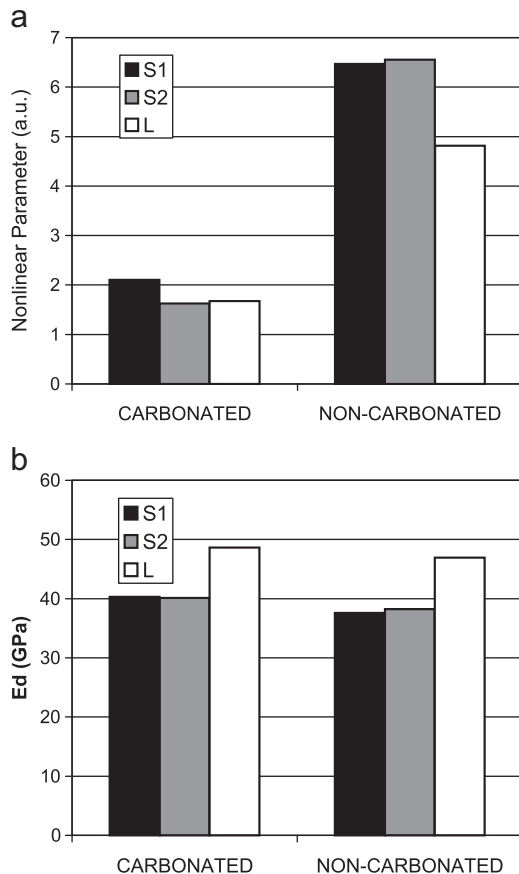 a
7
6
5
4
3
2
1
0
Nonlinear Parameter (a.u.)
S1
S2
L
CARBONATED NON-CARBONATED
b
60
50
40
30
20
10
0
Ed (GPa)
S1
S2
L
CARBONATED NON-CARBONATED